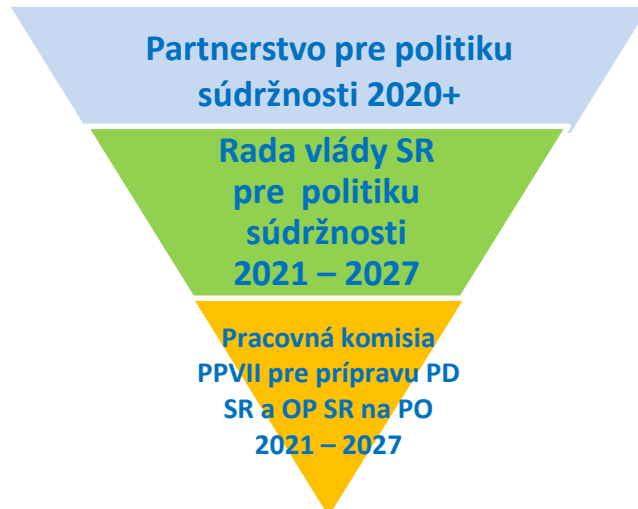 Partnerstvo pre politiku
súdržnosti 2020+
Rada vlády SR
pre politiku
súdržnosti
2021 – 2027
Pracovná komisia
PPVII pre prípravu PD
SR a OP SR na PO
2021 – 2027